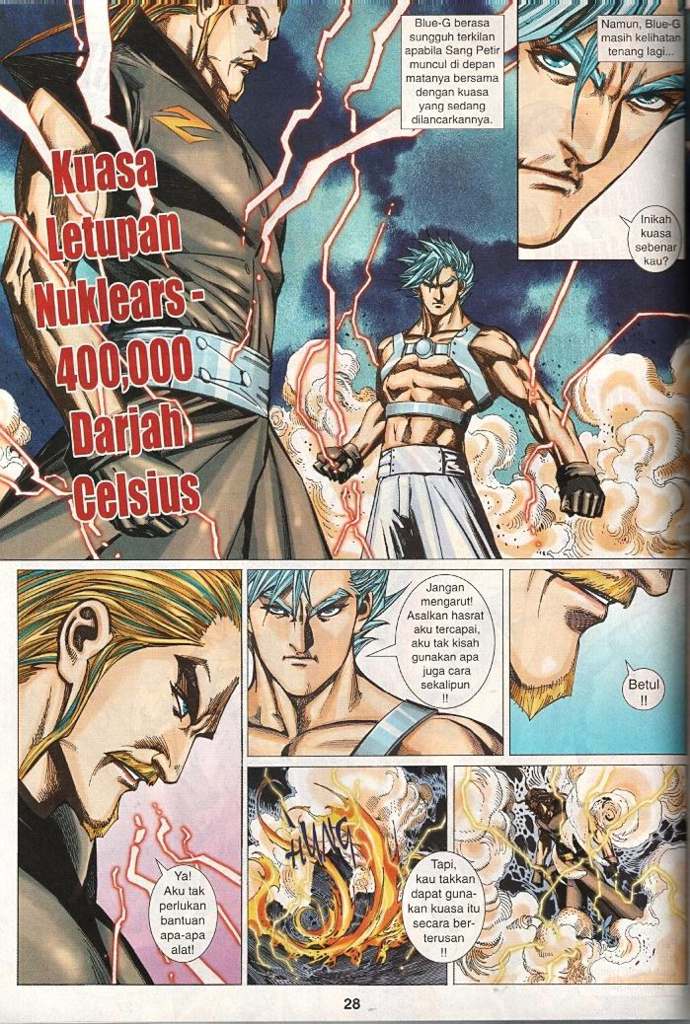 Blue-G berasa
sungguh terkilan
apabila Sang Petir
muncul di depan
matanya bersama
dengan kuasa
yang sedang
dilancarkannya.
Namun, Blue-G
masih kelihatan
tenang lagi...
Inikah
kuasa
sebenar
kau?
Kuasa
Letupan
Nuklears -
400,000
Darjah
Celsius
Ya!
Aku tak
perlukan
bantuan
apa-apa
alat!
Jangan
mengarut!
Asalkan hasrat
aku tercapai,
aku tak kisah
gunakan apa
juga cara
sekalipun
!!
Betul
!!
HUNG
Tapi,
kau takkan
dapat guna-
kan kuasa itu
secara ber-
terusan
!!
28